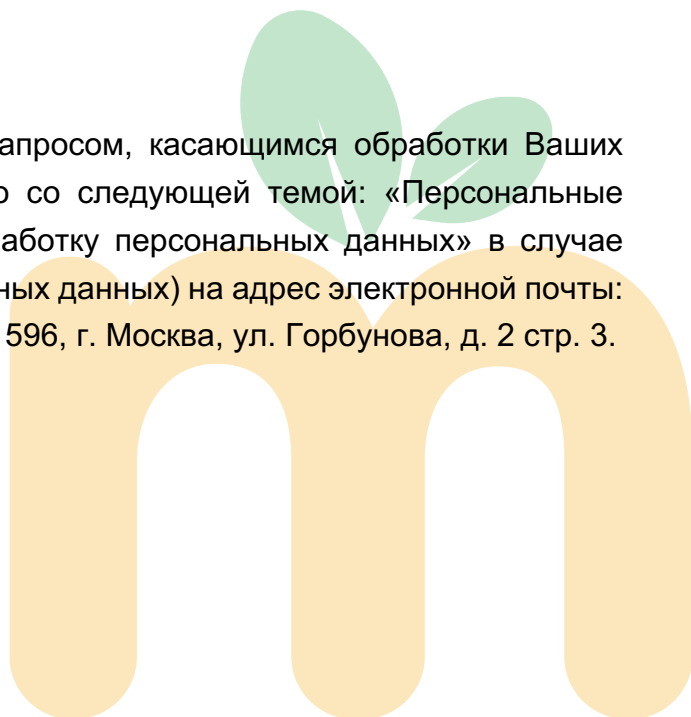 апросом, касающимся обработки Ваших
о со следующей темой: «Персональные
аботку персональных данных» в случае
ных данных) на адрес электронной почты:
596, г. Москва, ул. Горбунова, д. 2 стр. 3.